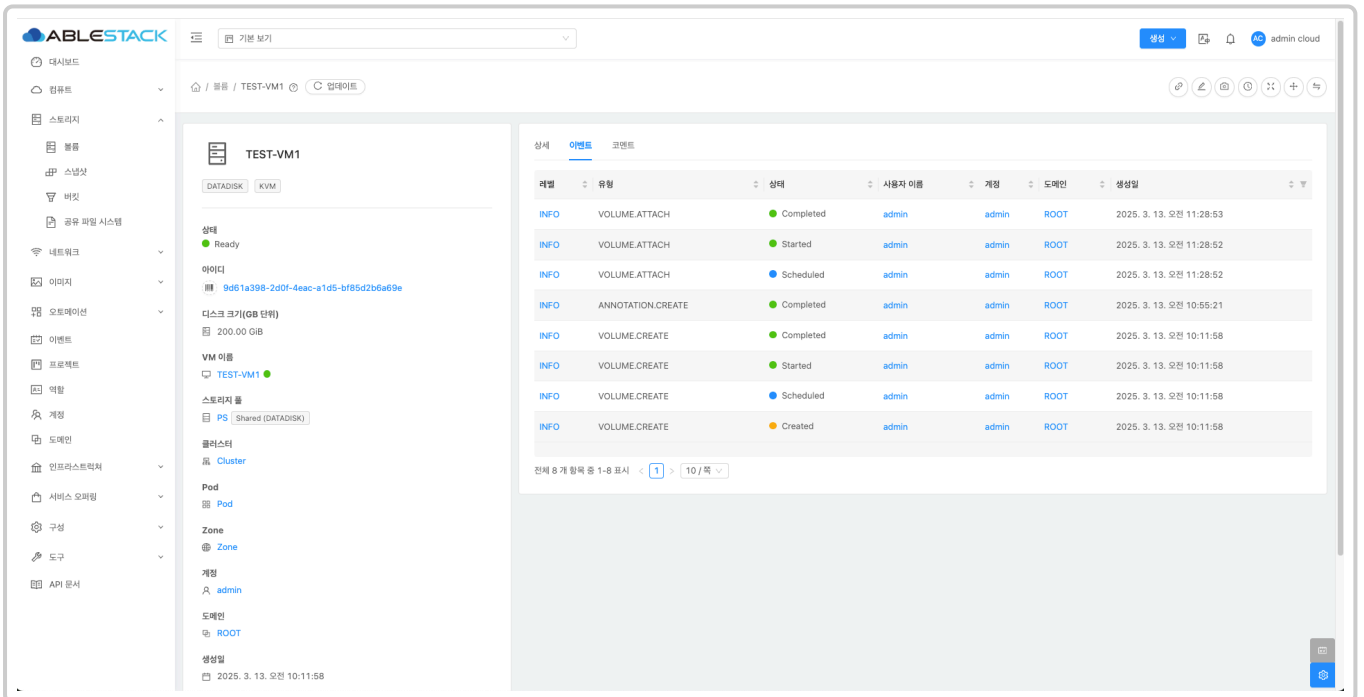 ABLESTACK
기본 보기
생성
AC admin cloud
대시보드
컴퓨트
스토리지
볼륨
스냅샷
버킷
공유 파일 시스템
네트워크
이미지
오토메이션
이벤트
프로젝트
역할
계정
도메인
인프라스트럭쳐
서비스 오퍼링
구성
도구
API 문서
/ 볼륨 / TEST-VM1 업데이트
TEST-VM1
DATADISK KVM
상태
Ready
아이디
9d61a398-2d0f-4eac-a1d5-bf85d2b6a69e
디스크 크기(GB 단위)
200.00 GiB
VM 이름
TEST-VM1
스토리지 풀
PS Shared (DATADISK)
클러스터
Cluster
Pod
Pod
Zone
Zone
계정
admin
도메인
ROOT
생성일
2025. 3. 13. 오전 10:11:58
상세 이벤트 코멘트
레벨 유형 상태 사용자 이름 계정 도메인 생성일
INFO VOLUME.ATTACH Completed admin admin ROOT 2025. 3. 13. 오전 11:28:53
INFO VOLUME.ATTACH Started admin admin ROOT 2025. 3. 13. 오전 11:28:52
INFO VOLUME.ATTACH Scheduled admin admin ROOT 2025. 3. 13. 오전 11:28:52
INFO ANNOTATION.CREATE Completed admin admin ROOT 2025. 3. 13. 오전 10:55:21
INFO VOLUME.CREATE Completed admin admin ROOT 2025. 3. 13. 오전 10:11:58
INFO VOLUME.CREATE Started admin admin ROOT 2025. 3. 13. 오전 10:11:58
INFO VOLUME.CREATE Scheduled admin admin ROOT 2025. 3. 13. 오전 10:11:58
INFO VOLUME.CREATE Created admin admin ROOT 2025. 3. 13. 오전 10:11:58
전체 8 개 항목 중 1-8 표시 < 1 > 10 / 쪽